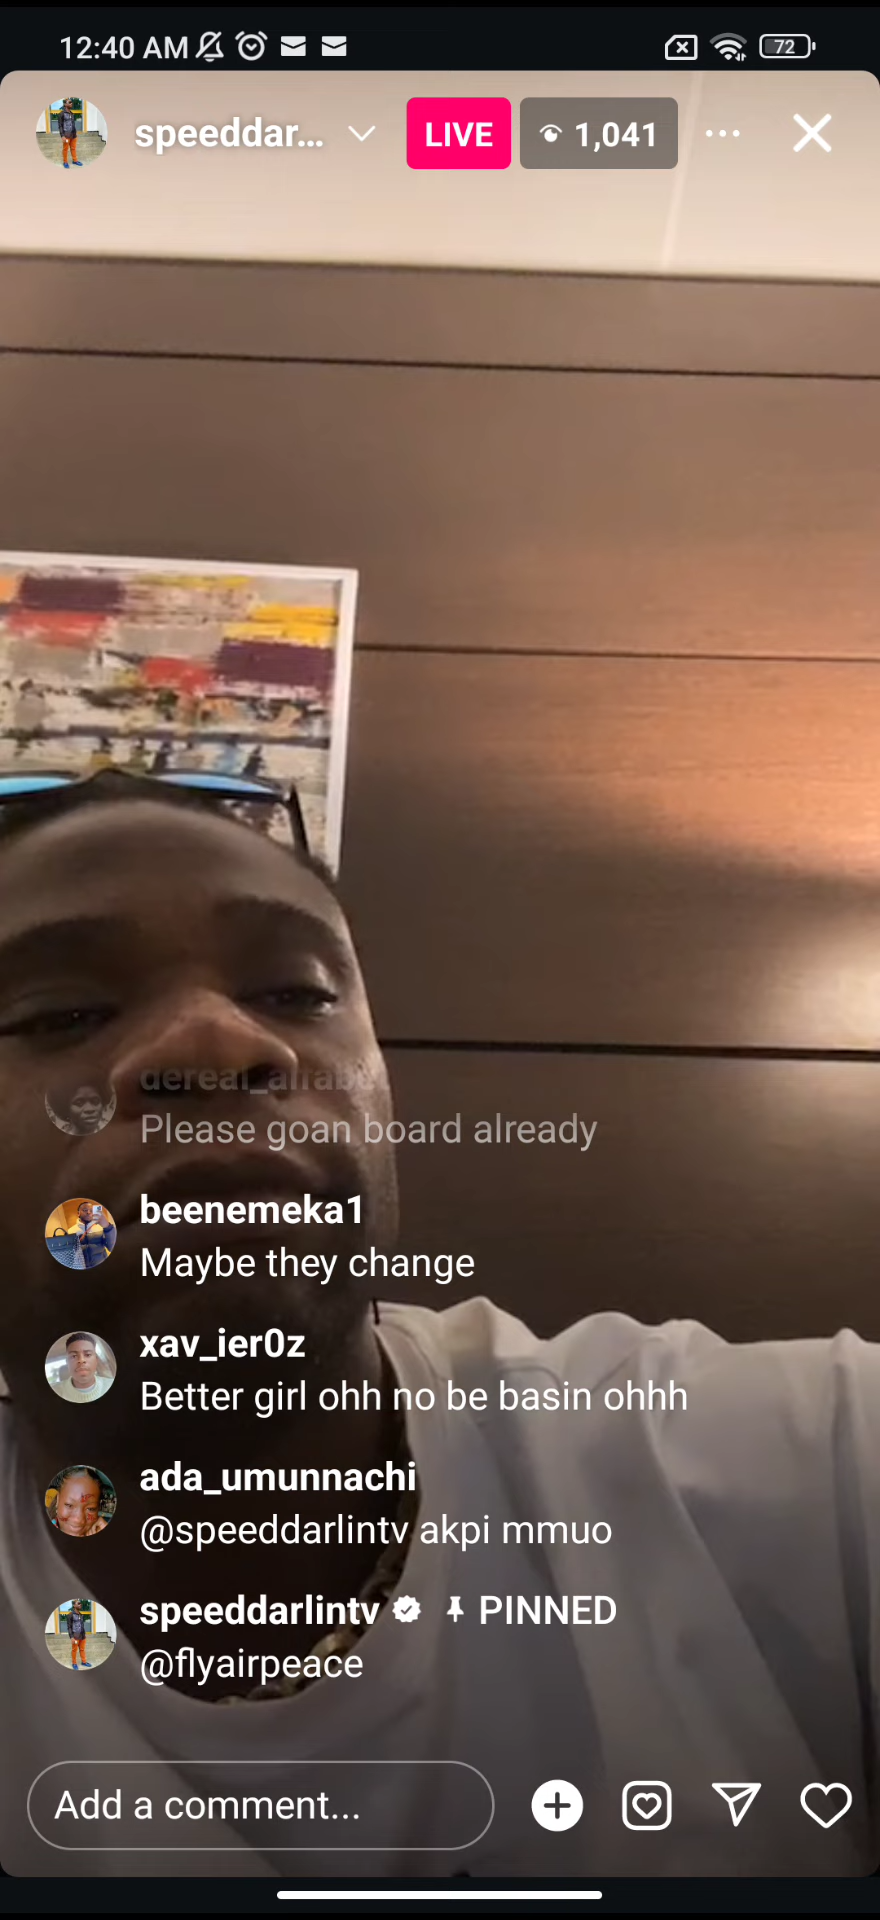 12:40 AM
72
speeddar...
LIVE
1,041
dereal_alfabet
Please goan board already
beenemeka1
Maybe they change
xav_ier0z
Better girl ohh no be basin ohhh
ada_umunnachi
@speeddarlintv akpi mmuo
speeddarlintv PINNED
@flyairpeace
Add a comment...